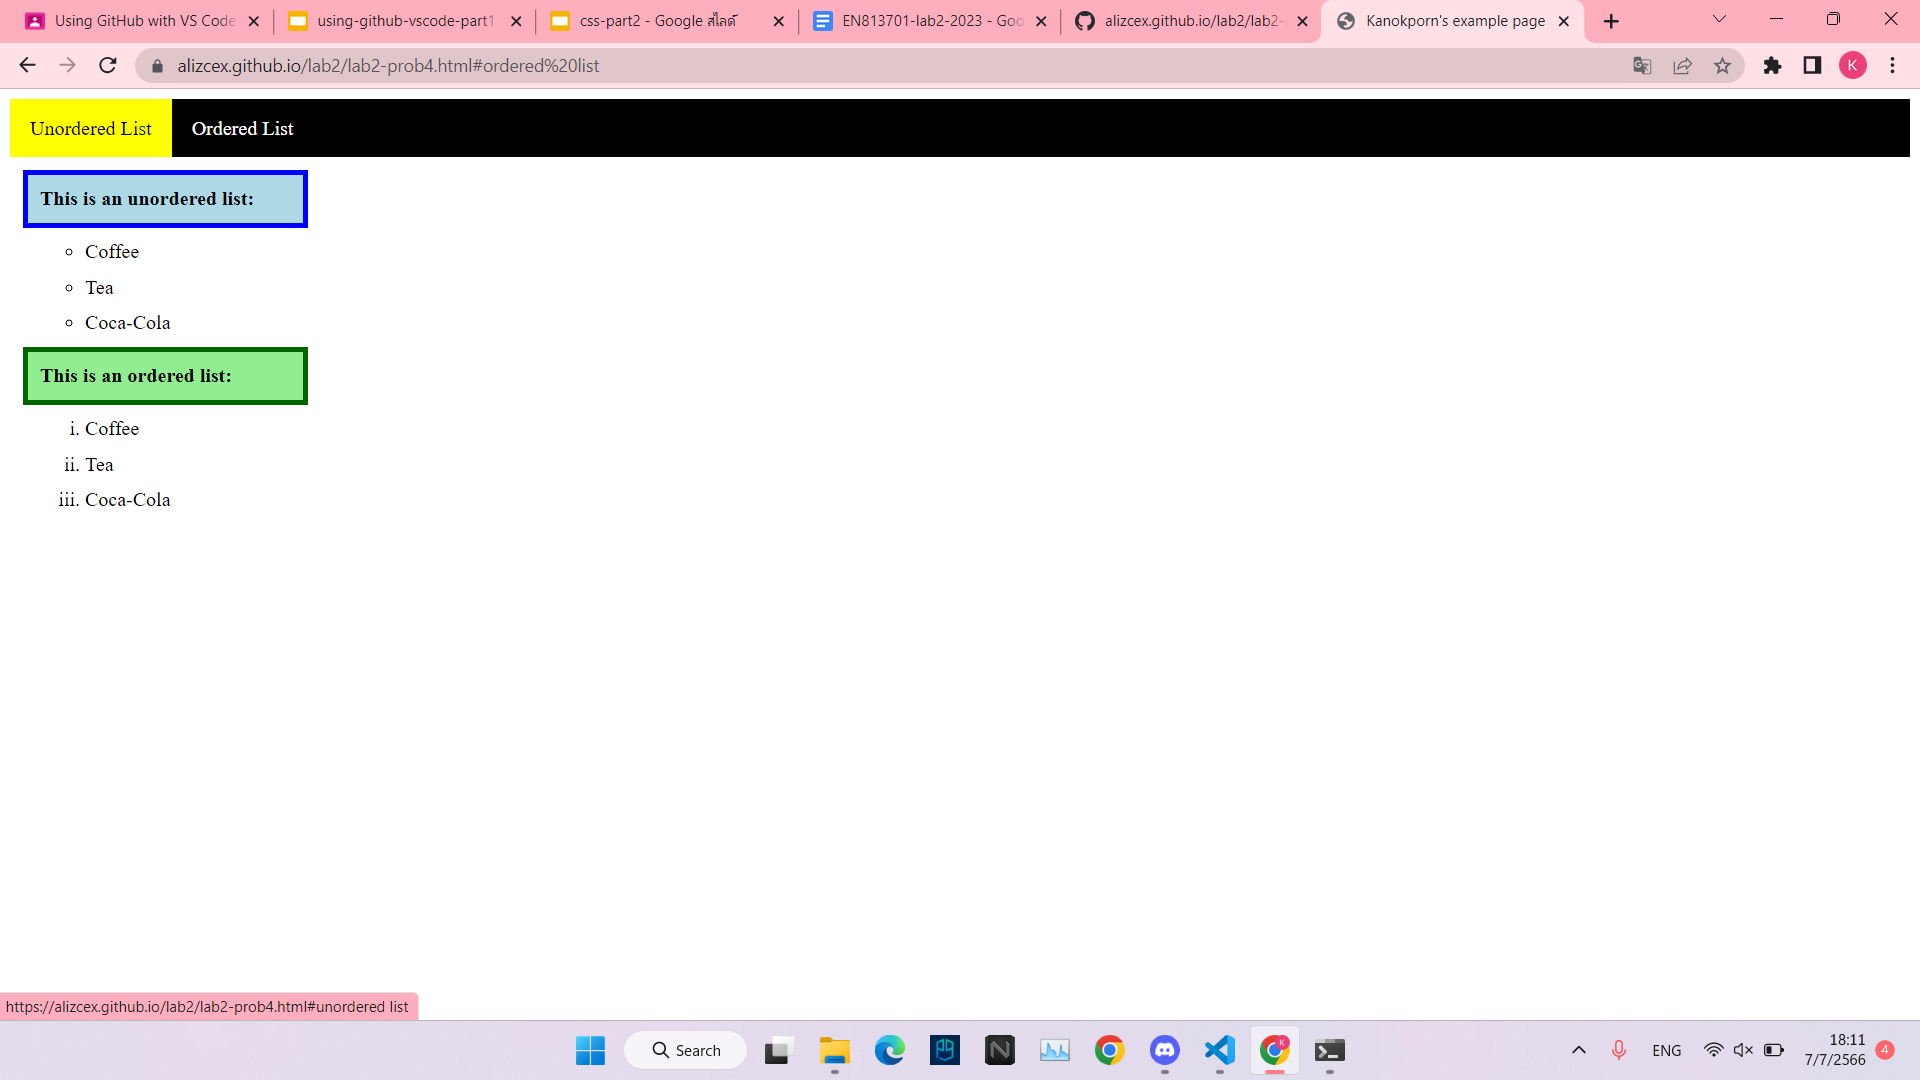 Using GitHub with VS Code
using-github-vscode-part1
css-part2 - Google สไลด์
EN813701-lab2-2023 - Goo
alizcex.github.io/lab2/lab2-
Kanokporn's example page
alizcex.github.io/lab2/lab2-prob4.html#ordered%20list
K
Unordered List
Ordered List
This is an unordered list:
Coffee
Tea
Coca-Cola
This is an ordered list:
i. Coffee
ii. Tea
iii. Coca-Cola
https://alizcex.github.io/lab2/lab2-prob4.html#unordered list
Search
ENG
18:11
7/7/2566
4